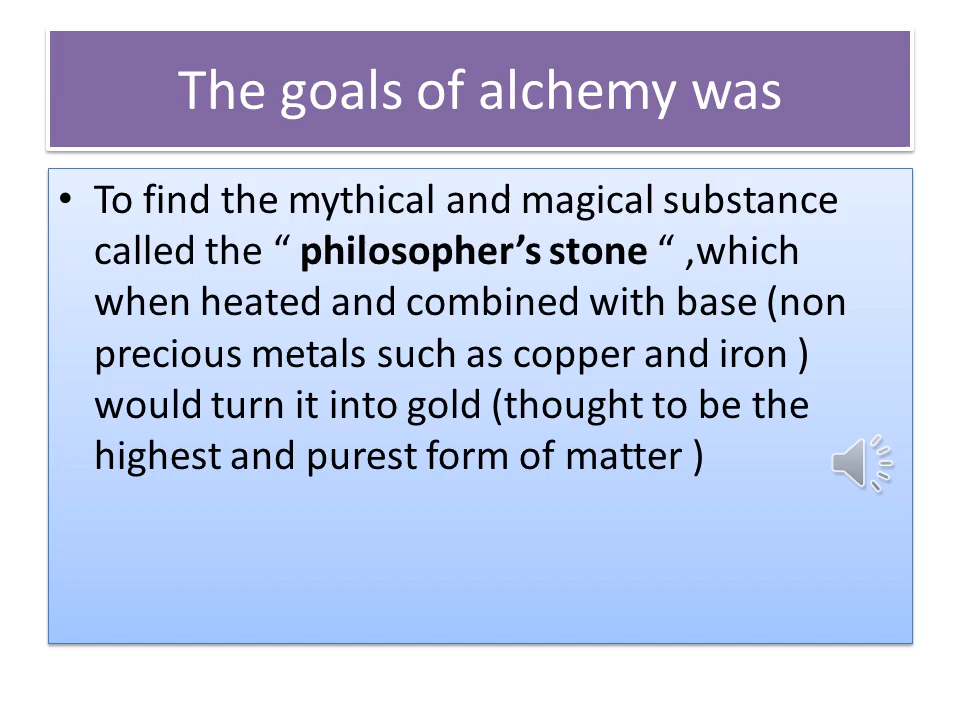 The goals of alchemy was
• To find the mythical and magical substance
called the “ philosopher’s stone “ ,which
when heated and combined with base (non
precious metals such as copper and iron )
would turn it into gold (thought to be the
highest and purest form of matter )